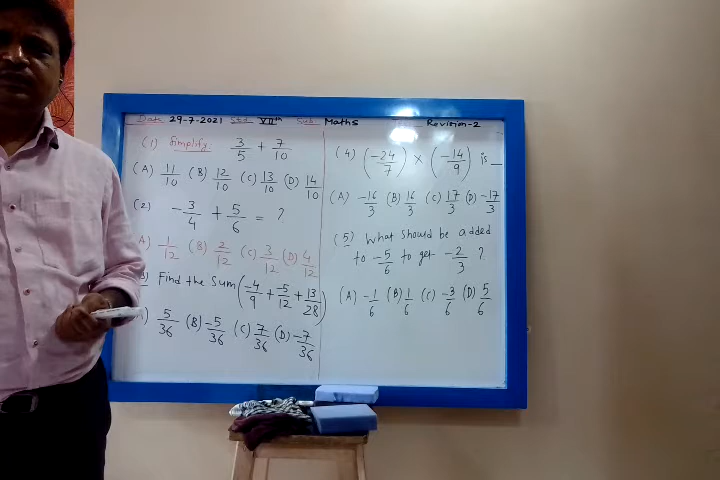 Date 29-7-2021 Std VIIth Sub: Maths Revision-2
(1) Simplify: 3/5 + 7/10
(A) 11/10 (B) 12/10 (C) 13/10 (D) 14/10
(2) -3/4 + 5/6 = ?
A) 1/12 (B) 2/12 (C) 3/12 (D) 4/12
3) Find the Sum (-4/9 + -5/12 + 13/28)
) 5/36 (B) -5/36 (C) 7/36 (D) -7/36
(4) (-24/7) × (-14/9) is _
(A) -16/3 (B) 16/3 (C) 17/3 (D) -17/3
(5) What should be added
to -5/6 to get -2/3 ?
(A) -1/6 (B) 1/6 (C) -3/6 (D) 5/6